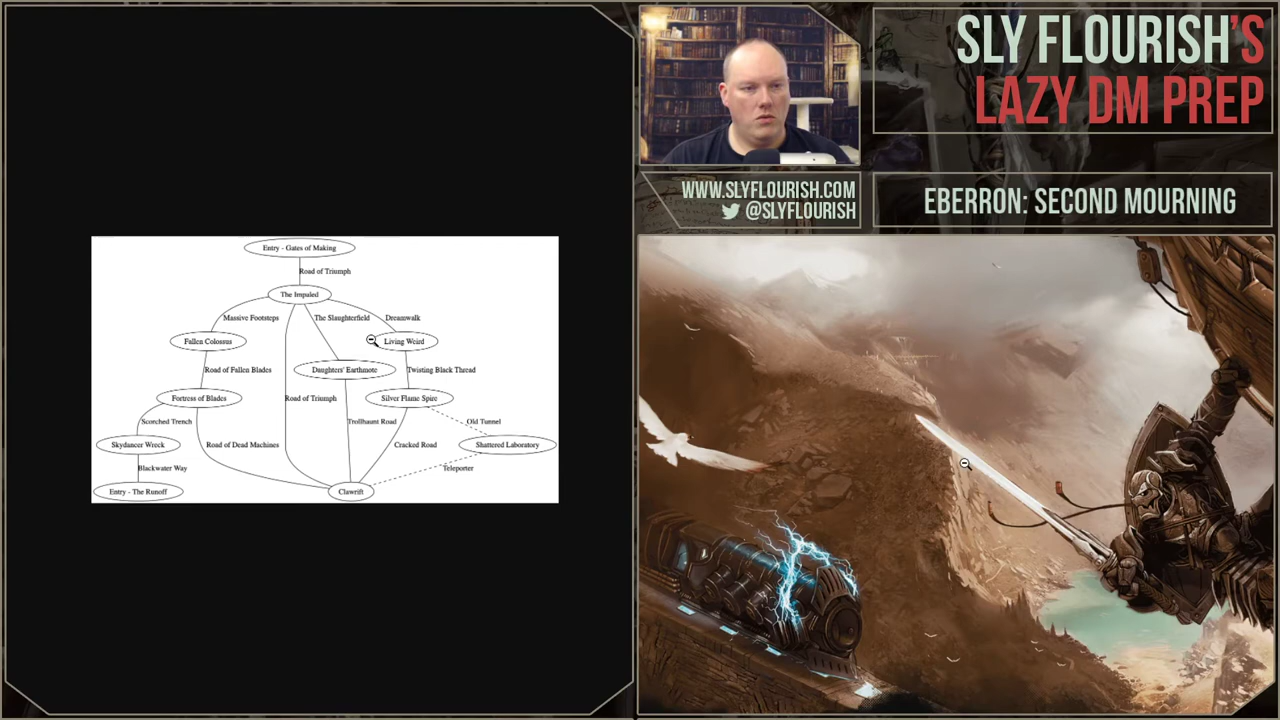 Entry - Gates of Making
Road of Triumph
The Impaled
Massive Footsteps
The Slaughterfield
Dreamwalk
Fallen Colossus
Living Weird
Road of Fallen Blades
Daughters' Earthmote
Twisting Black Thread
Fortress of Blades
Road of Triumph
Silver Flame Spire
Scorched Trench
Trollhaunt Road
Old Tunnel
Skydancer Wreck
Road of Dead Machines
Cracked Road
Shattered Laboratory
Blackwater Way
Teleporter
Entry - The Runoff
Clawrift
SLY FLOURISH'S
LAZY DM PREP
WWW.SLYFLOURISH.COM
@SLYFLOURISH
EBERRON: SECOND MOURNING